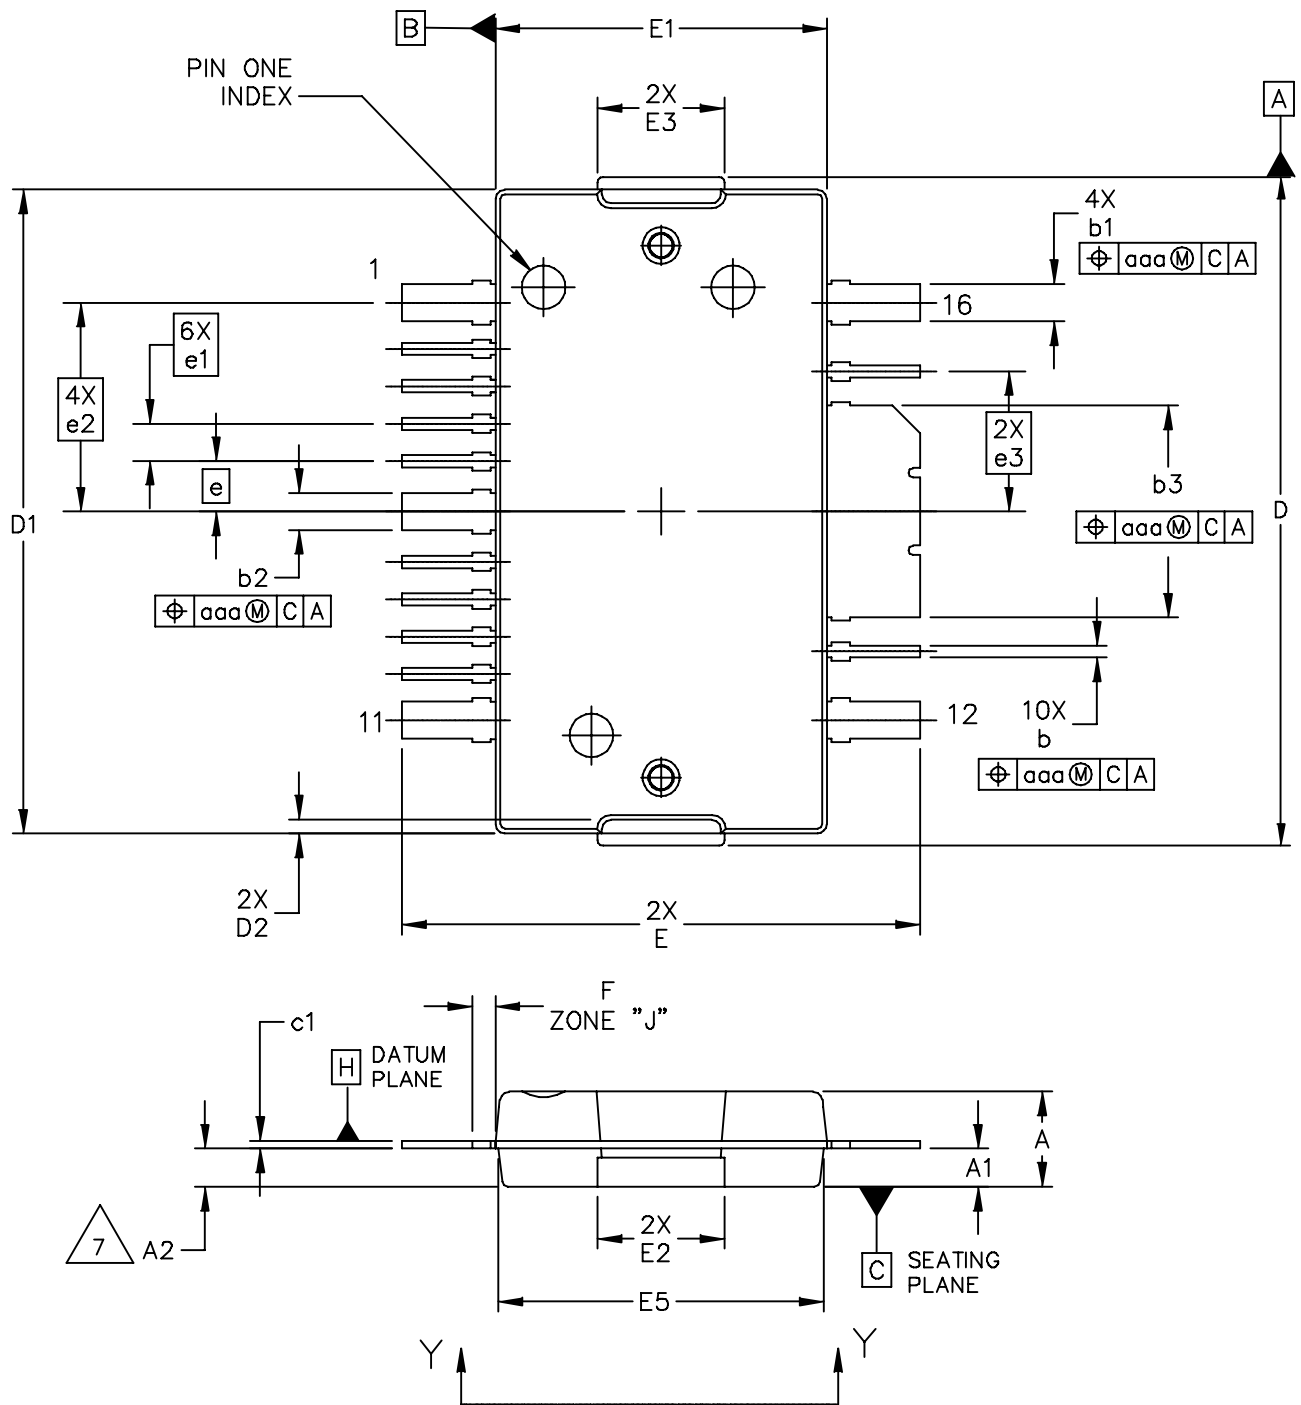 B
E1
PIN ONE
INDEX
2X
E3
A
4X
b1
⌖ aaa Ⓜ C A
1
16
6X
e1
4X
e2
2X
e3
e
b3
D1
D
⌖ aaa Ⓜ C A
b2
⌖ aaa Ⓜ C A
11
12
10X
b
⌖ aaa Ⓜ C A
2X
D2
2X
E
F
ZONE "J"
c1
H
DATUM
PLANE
A
A1
7
A2
2X
E2
C
SEATING
PLANE
E5
Y
Y